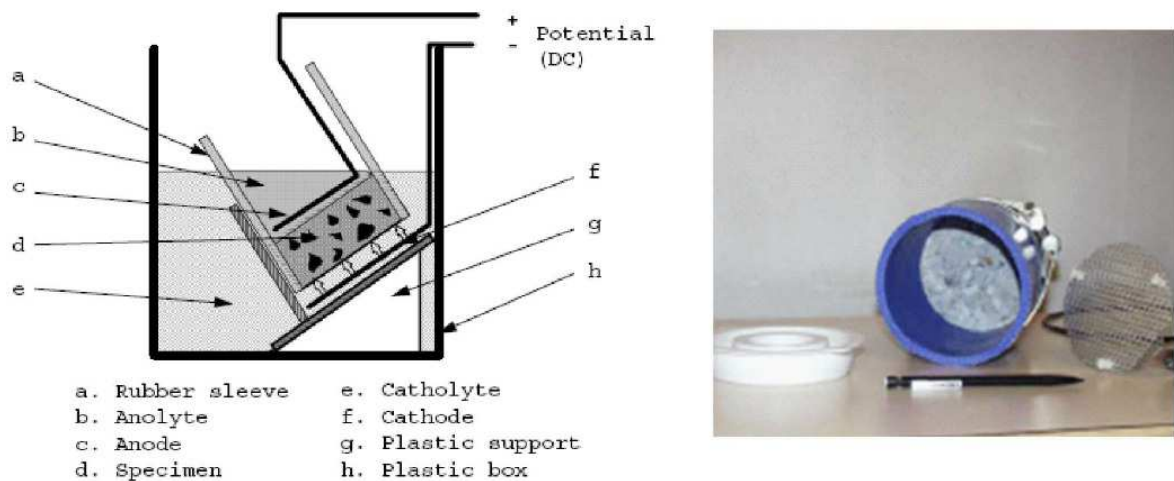 + Potential
- (DC)
a
b
c
d
e
f
g
h
a. Rubber sleeve e. Catholyte
b. Anolyte f. Cathode
c. Anode g. Plastic support
d. Specimen h. Plastic box